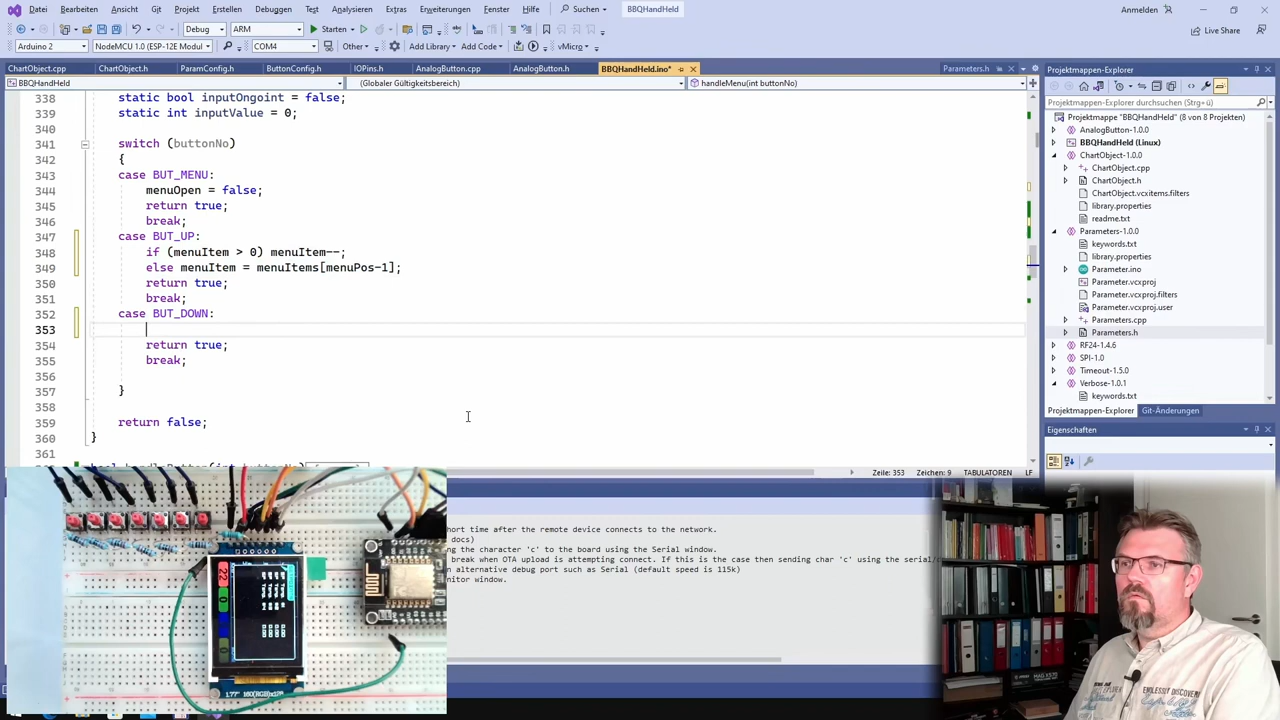 Datei Bearbeiten Ansicht Git Projekt Erstellen Debuggen Test Analysieren Extras Erweiterungen Fenster Hilfe Suchen BBQHandHeld Anmelden
Debug ARM Starten Live Share
Arduino 2 NodeMCU 1.0 (ESP-12E Modul) COM4 Other Add Library Add Code vMicro
ChartObject.cpp ChartObject.h ParamConfig.h ButtonConfig.h IOPins.h AnalogButton.cpp AnalogButton.h BBQHandHeld.ino* Parameters.h
BBQHandHeld (Globaler Gültigkeitsbereich) handleMenu(int buttonNo)
338 static bool inputOngoint = false;
339 static int inputValue = 0;
340
341 switch (buttonNo)
342 {
343 case BUT_MENU:
344 menuOpen = false;
345 return true;
346 break;
347 case BUT_UP:
348 if (menuItem > 0) menuItem--;
349 else menuItem = menuItems[menuPos-1];
350 return true;
351 break;
352 case BUT_DOWN:
353
354 return true;
355 break;
356
357 }
358
359 return false;
360 }
361
Zeile: 353 Zeichen: 9 TABULATOREN LF
Projektmappen-Explorer
Projektmappen-Explorer durchsuchen (Strg+ü)
Projektmappe "BBQHandHeld" (8 von 8 Projekten)
AnalogButton-1.0.0
BBQHandHeld (Linux)
ChartObject-1.0.0
ChartObject.cpp
ChartObject.h
ChartObject.vcxitems.filters
library.properties
readme.txt
Parameters-1.0.0
keywords.txt
library.properties
Parameter.ino
Parameter.vcxproj
Parameter.vcxproj.filters
Parameter.vcxproj.user
Parameters.cpp
Parameters.h
RF24-1.4.6
SPI-1.0
Timeout-1.5.0
Verbose-1.0.1
keywords.txt
Projektmappen-Explorer Git-Änderungen
Eigenschaften
hort time after the remote device connects to the network.
docs)
ng the character 'c' to the board using the Serial window.
break when OTA upload is attempting connect. If this is the case then sending char 'c' using the serial/
n alternative debug port such as Serial (default speed is 115k)
nitor window.
22
0
0
1.77" 160(RGB)x128